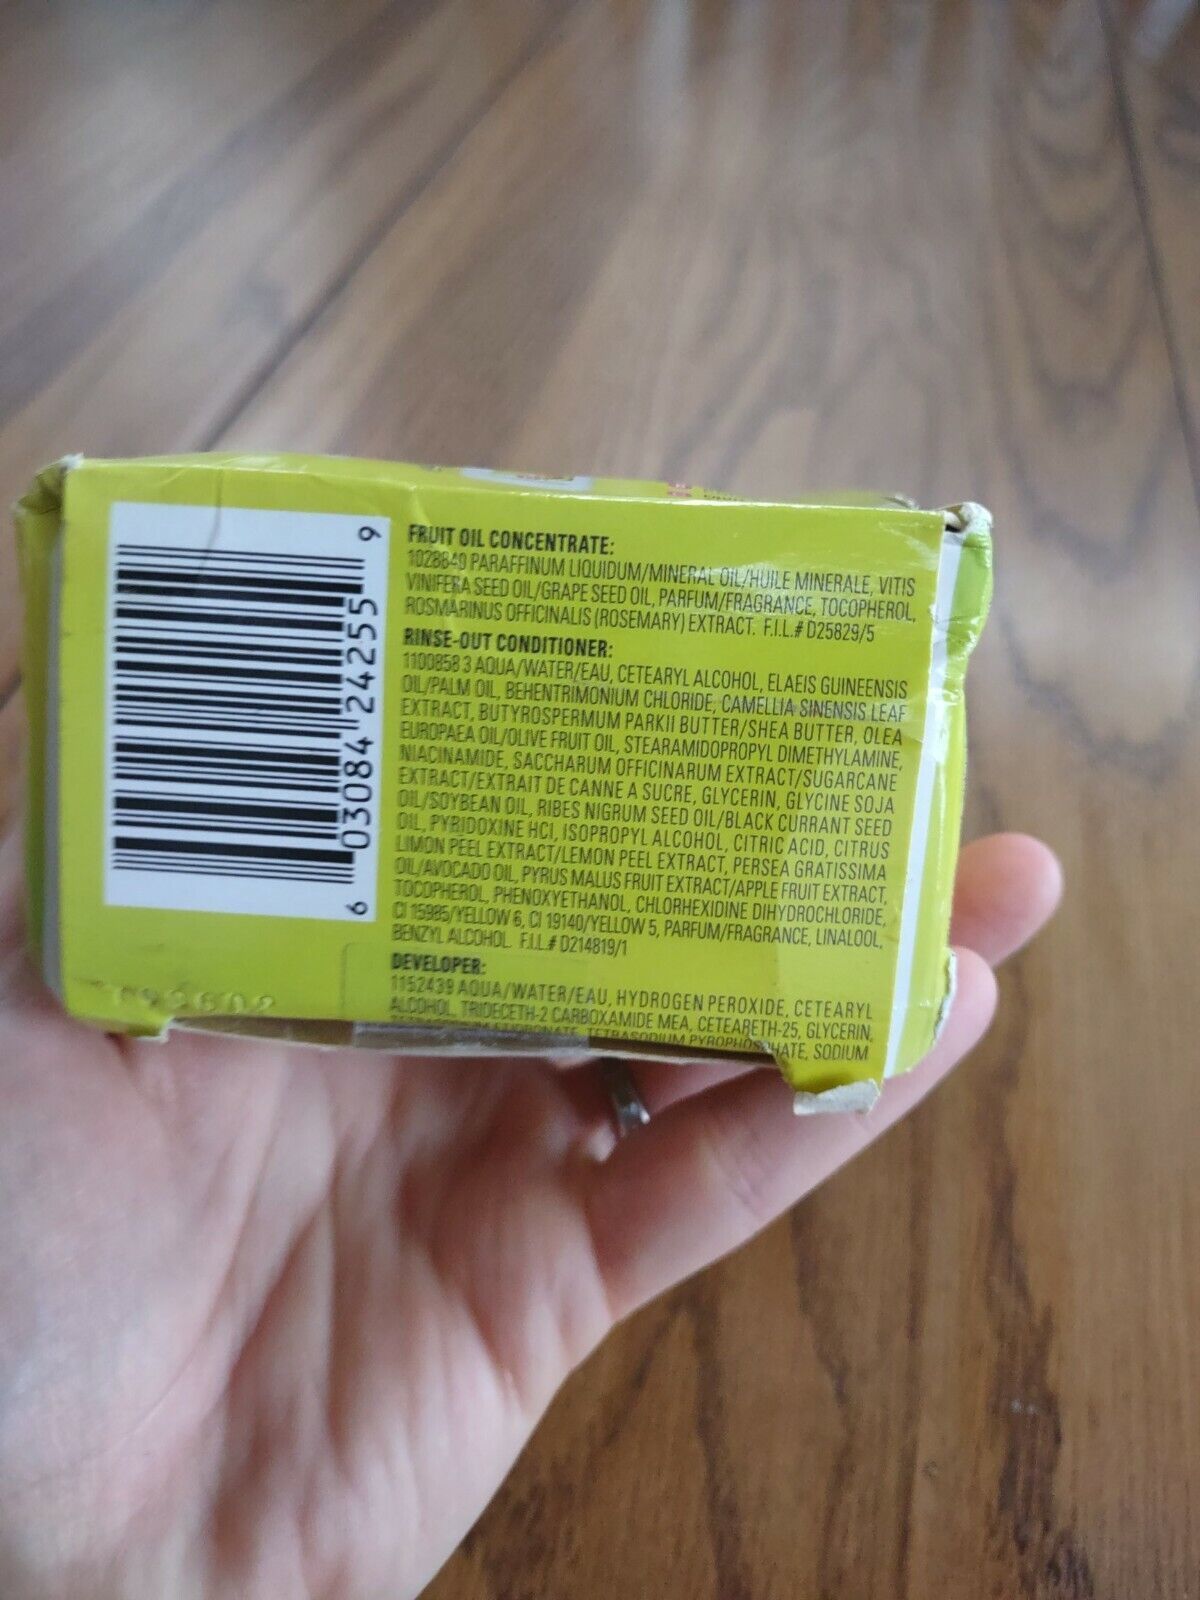 FRUIT OIL CONCENTRATE:
1028840 PARAFFINUM LIQUIDUM/MINERAL OIL/HUILE MINERALE, VITIS
VINIFERA SEED OIL/GRAPE SEED OIL, PARFUM/FRAGRANCE, TOCOPHEROL,
ROSMARINUS OFFICINALIS (ROSEMARY) EXTRACT. F.I.L.# D25829/5
RINSE-OUT CONDITIONER:
1100858 3 AQUA/WATER/EAU, CETEARYL ALCOHOL, ELAEIS GUINEENSIS
OIL/PALM OIL, BEHENTRIMONIUM CHLORIDE, CAMELLIA SINENSIS LEAF
EXTRACT, BUTYROSPERMUM PARKII BUTTER/SHEA BUTTER, OLEA
EUROPAEA OIL/OLIVE FRUIT OIL, STEARAMIDOPROPYL DIMETHYLAMINE,
NIACINAMIDE, SACCHARUM OFFICINARUM EXTRACT/SUGARCANE
EXTRACT/EXTRAIT DE CANNE A SUCRE, GLYCERIN, GLYCINE SOJA
OIL/SOYBEAN OIL, RIBES NIGRUM SEED OIL/BLACK CURRANT SEED
OIL, PYRIDOXINE HCI, ISOPROPYL ALCOHOL, CITRIC ACID, CITRUS
LIMON PEEL EXTRACT/LEMON PEEL EXTRACT, PERSEA GRATISSIMA
OIL/AVOCADO OIL, PYRUS MALUS FRUIT EXTRACT/APPLE FRUIT EXTRACT,
TOCOPHEROL, PHENOXYETHANOL, CHLORHEXIDINE DIHYDROCHLORIDE,
CI 15985/YELLOW 6, CI 19140/YELLOW 5, PARFUM/FRAGRANCE, LINALOOL,
BENZYL ALCOHOL. F.I.L.# D214819/1
DEVELOPER:
1152439 AQUA/WATER/EAU, HYDROGEN PEROXIDE, CETEARYL
ALCOHOL, TRIDECETH-2 CARBOXAMIDE MEA, CETEARETH-25, GLYCERIN,
ETIDRONATE, TETRASODIUM PYROPHOSPHATE, SODIUM
6 03084 24255 9